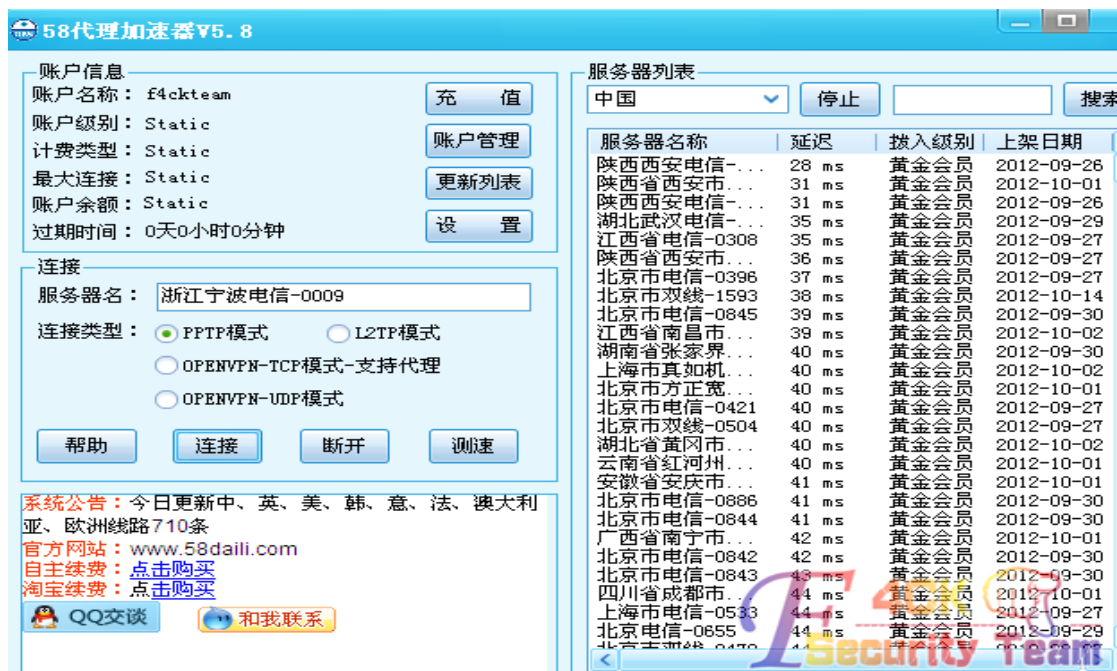 58代理加速器V5.8
账户信息
账户名称： f4ckteam
充 值
账户级别： Static
计费类型： Static
账户管理
最大连接： Static
更新列表
账户余额： Static
过期时间： 0天0小时0分钟
设 置
连接
服务器名： 浙江宁波电信-0009
连接类型： PPTP模式 L2TP模式
OPENVPN-TCP模式-支持代理
OPENVPN-UDP模式
帮助 连接 断开 测速
系统公告：今日更新中、英、美、韩、意、法、澳大利
亚、欧洲线路710条
官方网站：www.58daili.com
自主续费：点击购买
淘宝续费：点击购买
QQ交谈 和我联系
服务器列表
中国 停止 搜索
服务器名称 延迟 拨入级别 上架日期
陕西西安电信-... 28 ms 黄金会员 2012-09-26
陕西省西安市... 31 ms 黄金会员 2012-10-01
陕西西安电信-... 31 ms 黄金会员 2012-09-26
湖北武汉电信-... 35 ms 黄金会员 2012-09-29
江西省电信-0308 35 ms 黄金会员 2012-09-27
陕西省西安市... 36 ms 黄金会员 2012-09-27
北京市电信-0396 37 ms 黄金会员 2012-09-27
北京市双线-1593 38 ms 黄金会员 2012-10-14
北京市电信-0845 39 ms 黄金会员 2012-09-30
江西省南昌市... 39 ms 黄金会员 2012-10-02
湖南省张家界... 40 ms 黄金会员 2012-09-30
上海市真如机... 40 ms 黄金会员 2012-10-02
北京市方正宽... 40 ms 黄金会员 2012-10-01
北京市电信-0421 40 ms 黄金会员 2012-09-27
北京市双线-0504 40 ms 黄金会员 2012-09-27
湖北省黄冈市... 40 ms 黄金会员 2012-10-02
云南省红河州... 40 ms 黄金会员 2012-10-01
安徽省安庆市... 41 ms 黄金会员 2012-10-01
北京市电信-0886 41 ms 黄金会员 2012-09-30
北京市电信-0844 41 ms 黄金会员 2012-09-30
广西省南宁市... 42 ms 黄金会员 2012-10-01
北京市电信-0842 42 ms 黄金会员 2012-09-30
北京市电信-0843 43 ms 黄金会员 2012-09-30
四川省成都市... 44 ms 黄金会员 2012-10-01
上海市电信-0533 44 ms 黄金会员 2012-09-27
北京电信-0655 44 ms 黄金会员 2012-09-29
F4ck
Security Team